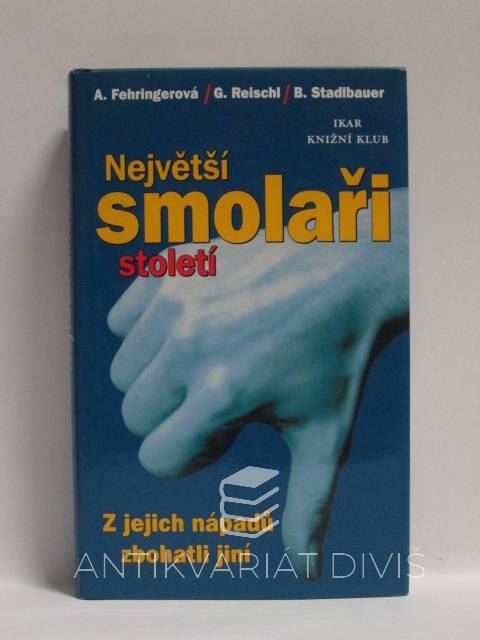 A. Fehringerová / G. Reischl / B. Stadlbauer
IKAR
KNIŽNÍ KLUB
Největší
smolaři
století
Z jejich nápadů
zbohatli jiní
ANTIKVARIÁT DIVIŠ